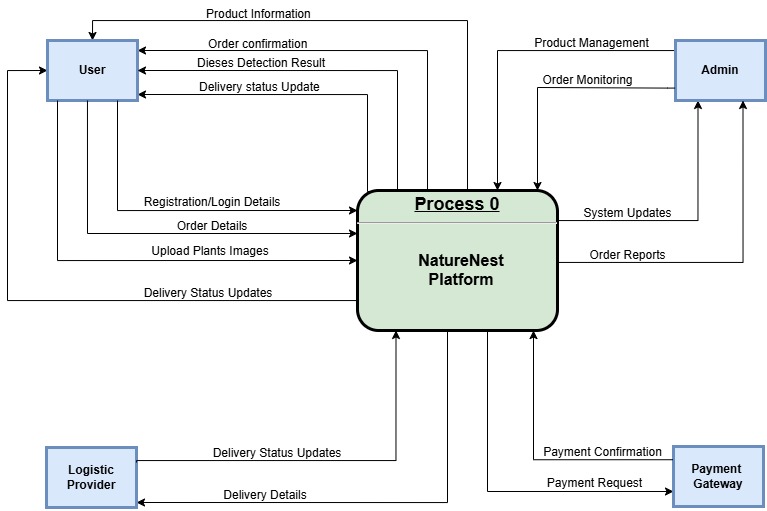 Product Information
Order confirmation
Product Management
User
Dieses Detection Result
Admin
Order Monitoring
Delivery status Update
Registration/Login Details
Process 0
System Updates
Order Details
Upload Plants Images
NatureNest
Platform
Order Reports
Delivery Status Updates
Delivery Status Updates
Payment Confirmation
Logistic
Provider
Payment
Gateway
Payment Request
Delivery Details